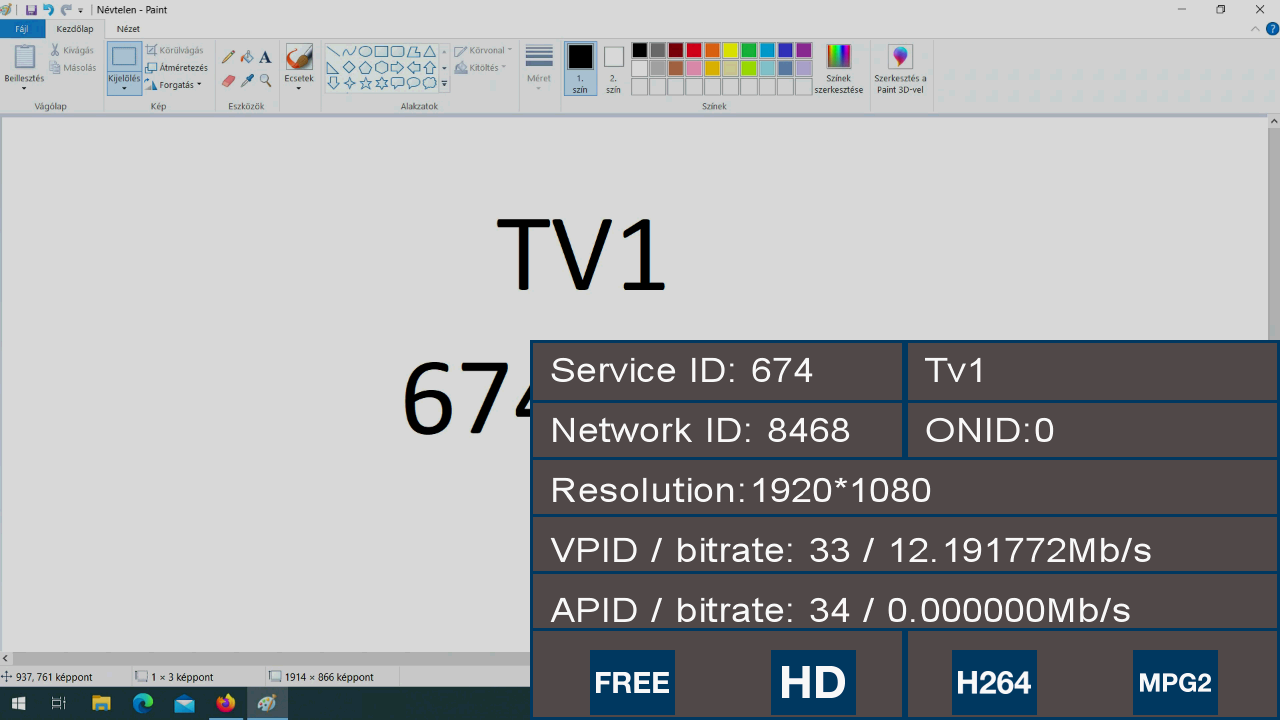 Névtelen - Paint
Fájl Kezdőlap Nézet
Beillesztés
Kivágás
Másolás
Vágólap
Kijelölés
Körülvágás
Átméretezés
Forgatás
Kép
Eszközök
Ecsetek
Alakzatok
Körvonal
Kitöltés
Méret
1.
szín
2.
szín
Színek
Színek
szerkesztése
Szerkesztés a
Paint 3D-vel
TV1
674
Service ID: 674
Tv1
Network ID: 8468
ONID:0
Resolution:1920*1080
VPID / bitrate: 33 / 12.191772Mb/s
APID / bitrate: 34 / 0.000000Mb/s
FREE HD H264 MPG2
937, 761 képpont
1 × 3 képpont
1914 × 866 képpont